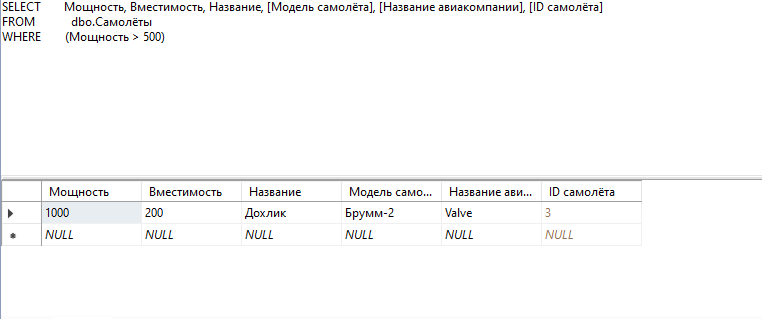 SELECT Мощность, Вместимость, Название, [Модель самолёта], [Название авиакомпании], [ID самолёта]
FROM dbo.Самолёты
WHERE (Мощность > 500)
Мощность Вместимость Название Модель само... Название ави... ID самолёта
1000 200 Дохлик Брумм-2 Valve 3
NULL NULL NULL NULL NULL NULL